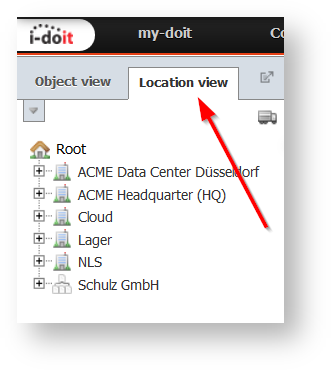 i-doit my-doit Co
Object view Location view
Root
ACME Data Center Düsseldorf
ACME Headquarter (HQ)
Cloud
Lager
NLS
Schulz GmbH